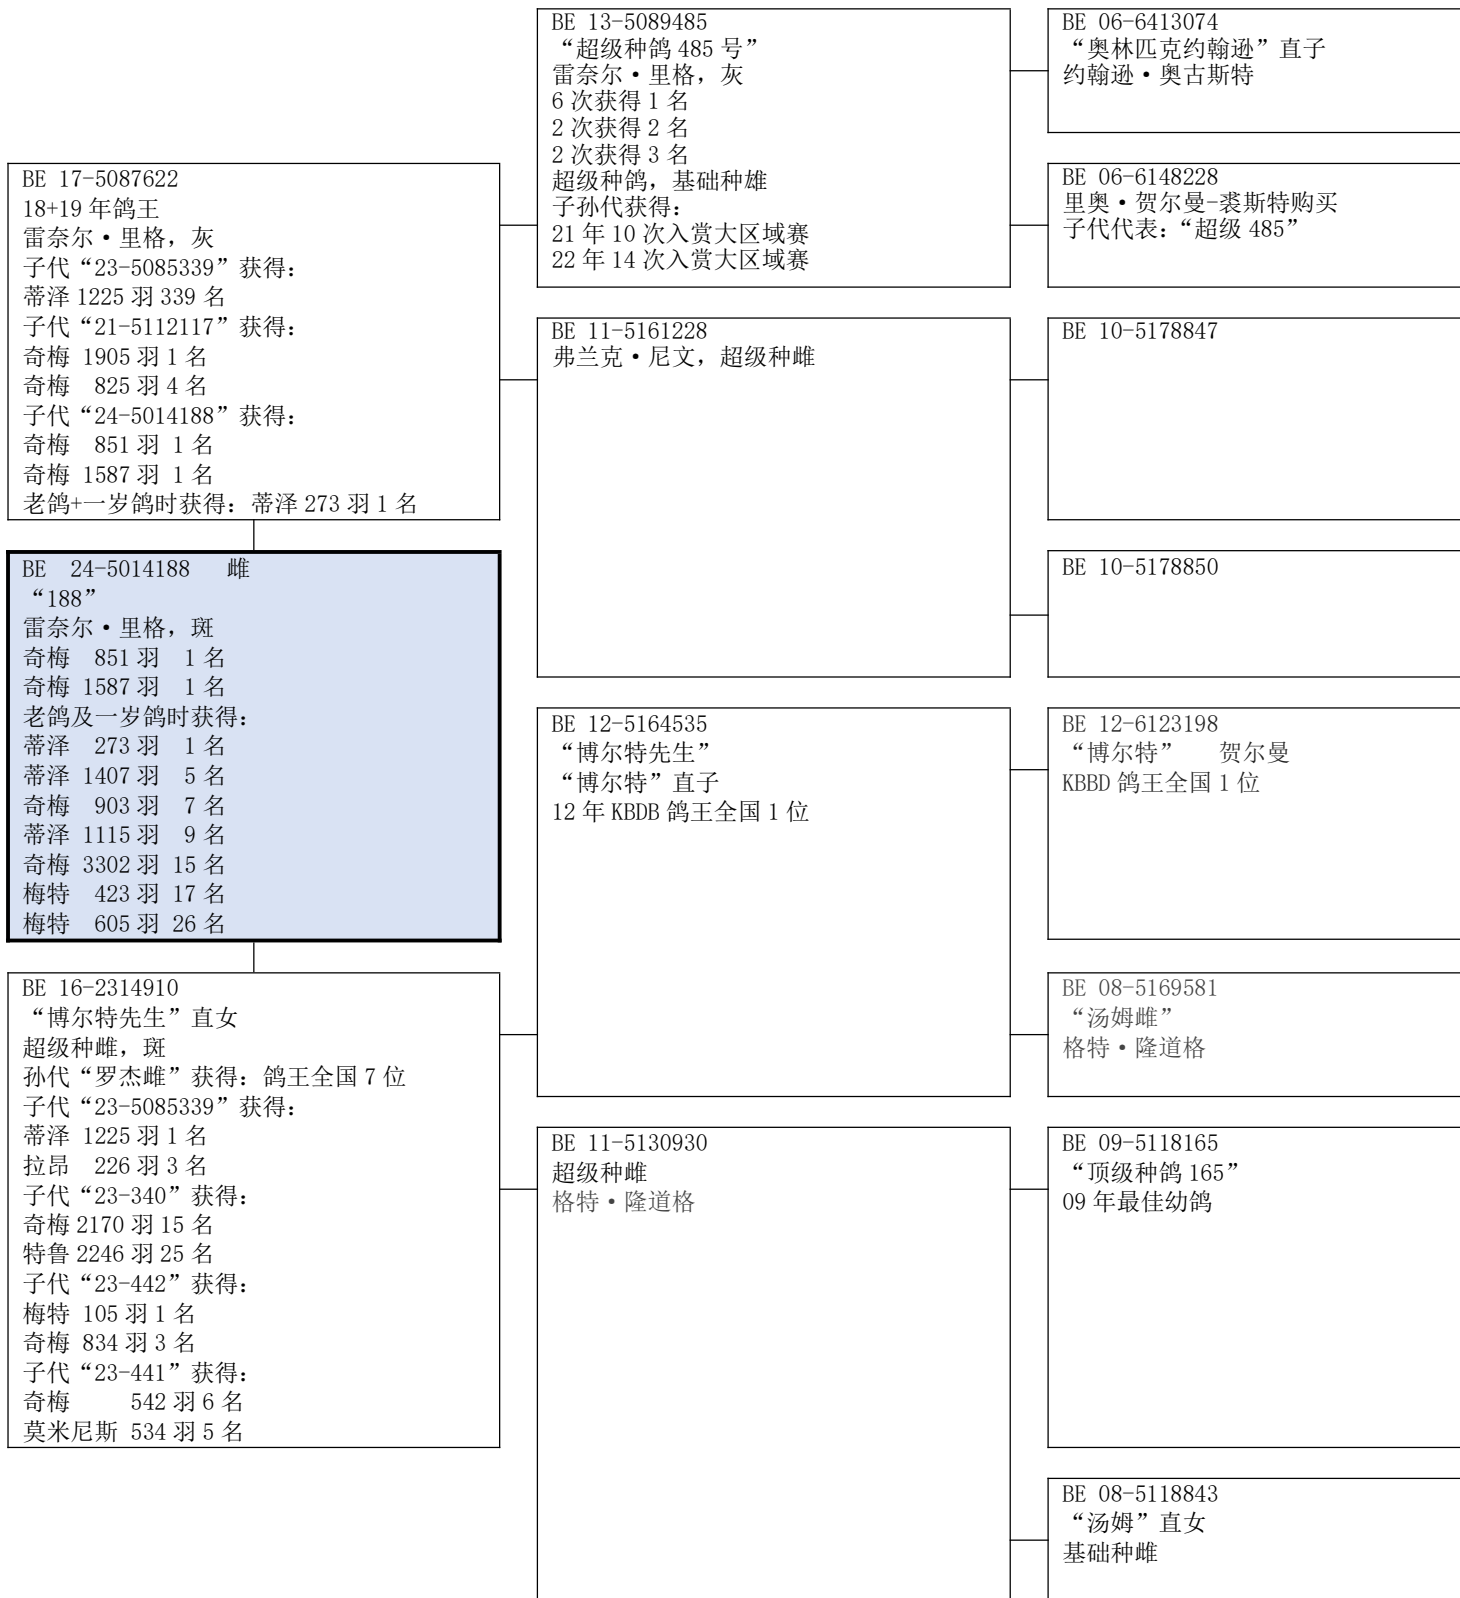 BE 17-5087622
18+19 年鸽王
雷奈尔•里格，灰
子代“23-5085339”获得：
蒂泽 1225 羽 339 名
子代“21-5112117”获得：
奇梅 1905 羽 1 名
奇梅 825 羽 4 名
子代“24-5014188”获得：
奇梅 851 羽 1 名
奇梅 1587 羽 1 名
老鸽+一岁鸽时获得：蒂泽 273 羽 1 名
BE 24-5014188 雌
“188”
雷奈尔•里格，斑
奇梅 851 羽 1 名
奇梅 1587 羽 1 名
老鸽及一岁鸽时获得：
蒂泽 273 羽 1 名
蒂泽 1407 羽 5 名
奇梅 903 羽 7 名
蒂泽 1115 羽 9 名
奇梅 3302 羽 15 名
梅特 423 羽 17 名
梅特 605 羽 26 名
BE 16-2314910
“博尔特先生”直女
超级种雌，斑
孙代“罗杰雌”获得：鸽王全国 7 位
子代“23-5085339”获得：
蒂泽 1225 羽 1 名
拉昂 226 羽 3 名
子代“23-340”获得：
奇梅 2170 羽 15 名
特鲁 2246 羽 25 名
子代“23-442”获得：
梅特 105 羽 1 名
奇梅 834 羽 3 名
子代“23-441”获得：
奇梅 542 羽 6 名
莫米尼斯 534 羽 5 名
BE 13-5089485
“超级种鸽 485 号”
雷奈尔•里格，灰
6 次获得 1 名
2 次获得 2 名
2 次获得 3 名
超级种鸽，基础种雄
子孙代获得：
21 年 10 次入赏大区域赛
22 年 14 次入赏大区域赛
BE 11-5161228
弗兰克•尼文，超级种雌
BE 12-5164535
“博尔特先生”
“博尔特”直子
12 年 KBDB 鸽王全国 1 位
BE 11-5130930
超级种雌
格特•隆道格
BE 06-6413074
“奥林匹克约翰逊”直子
约翰逊•奥古斯特
BE 06-6148228
里奥•贺尔曼-裘斯特购买
子代代表：“超级 485”
BE 10-5178847
BE 10-5178850
BE 12-6123198
“博尔特” 贺尔曼
KBBD 鸽王全国 1 位
BE 08-5169581
“汤姆雌”
格特•隆道格
BE 09-5118165
“顶级种鸽 165”
09 年最佳幼鸽
BE 08-5118843
“汤姆”直女
基础种雌